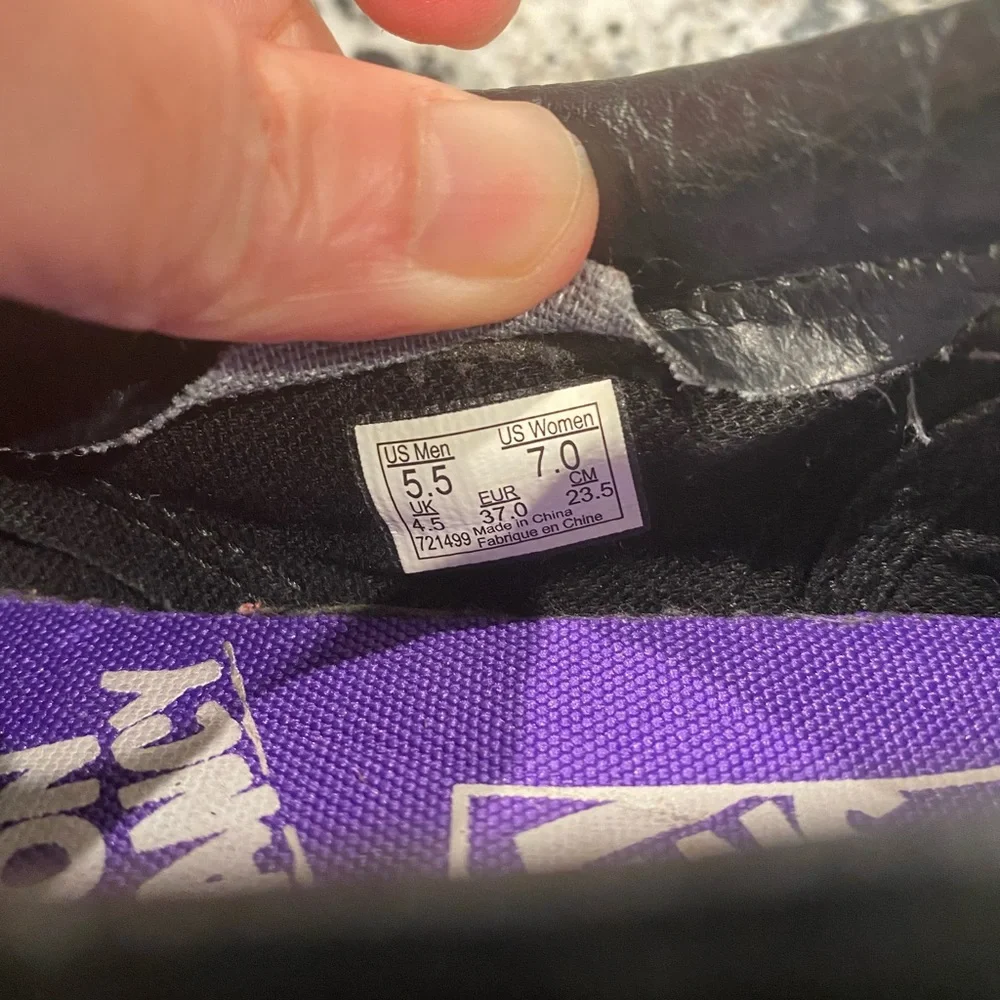 US Men US Women
5.5 7.0
UK EUR CM
4.5 37.0 23.5
721499 Made in China
Fabrique en Chine